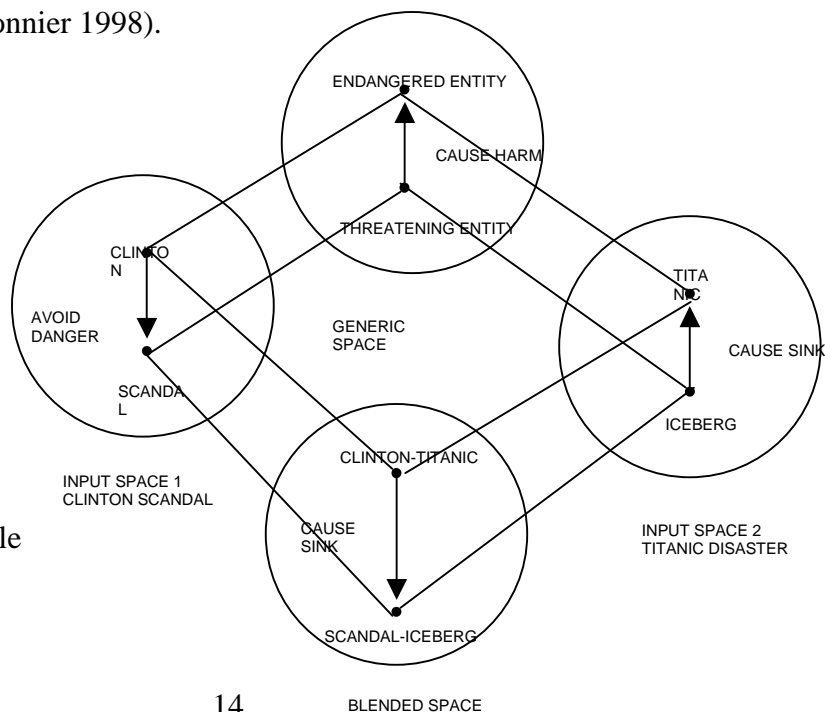 onnier 1998).
ENDANGERED ENTITY
CAUSE HARM
THREATENING ENTITY
CLINTO
N
AVOID
DANGER
SCANDA
L
GENERIC
SPACE
TITA
NIC
CAUSE SINK
ICEBERG
CLINTON-TITANIC
INPUT SPACE 1
CLINTON SCANDAL
CAUSE
SINK
INPUT SPACE 2
TITANIC DISASTER
le
SCANDAL-ICEBERG
14
BLENDED SPACE